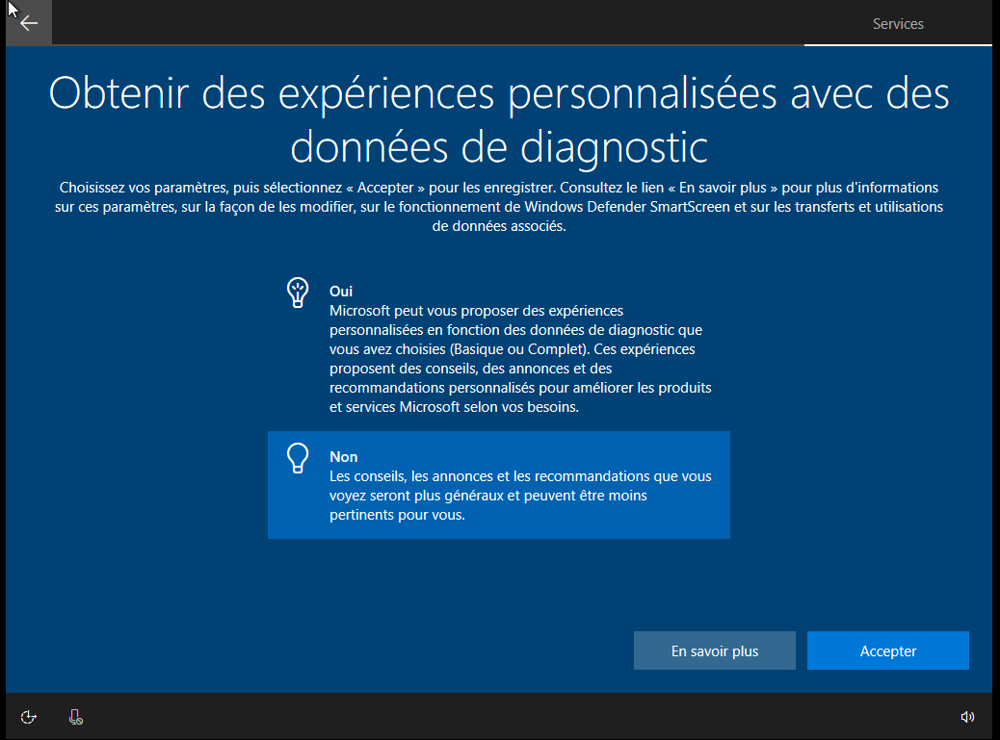 Services
Obtenir des expériences personnalisées avec des
données de diagnostic
Choisissez vos paramètres, puis sélectionnez « Accepter » pour les enregistrer. Consultez le lien « En savoir plus » pour plus d'informations
sur ces paramètres, sur la façon de les modifier, sur le fonctionnement de Windows Defender SmartScreen et sur les transferts et utilisations
de données associés.
Oui
Microsoft peut vous proposer des expériences
personnalisées en fonction des données de diagnostic que
vous avez choisies (Basique ou Complet). Ces expériences
proposent des conseils, des annonces et des
recommandations personnalisés pour améliorer les produits
et services Microsoft selon vos besoins.
Non
Les conseils, les annonces et les recommandations que vous
voyez seront plus généraux et peuvent être moins
pertinents pour vous.
En savoir plus
Accepter